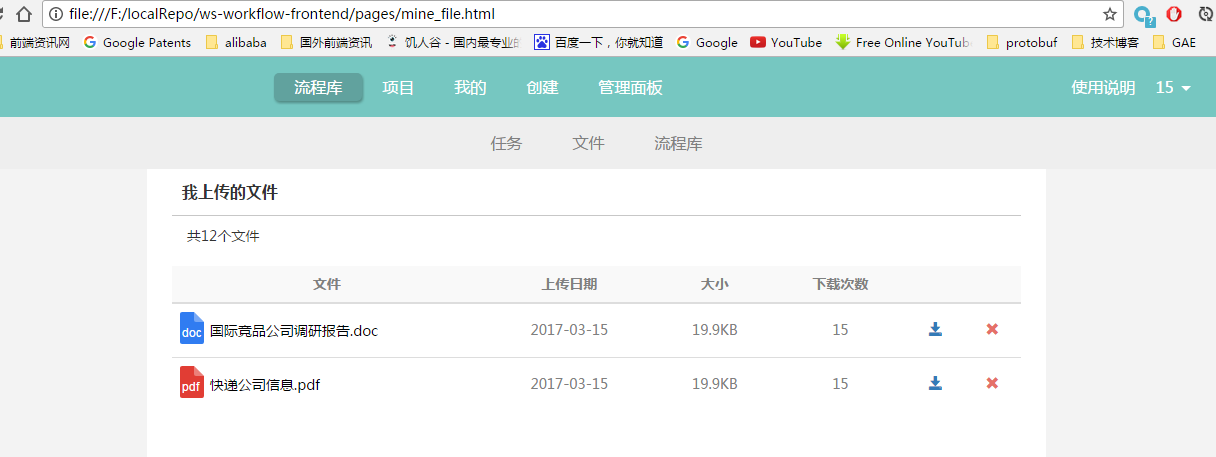 file:///F:/localRepo/ws-workflow-frontend/pages/mine_file.html
前端资讯网 Google Patents alibaba 国外前端资讯 饥人谷 - 国内最专业的 百度一下，你就知道 Google YouTube Free Online YouTub protobuf 技术博客 GAE
流程库 项目 我的 创建 管理面板 使用说明 15
任务 文件 流程库
我上传的文件
共12个文件
文件 上传日期 大小 下载次数
doc 国际竞品公司调研报告.doc 2017-03-15 19.9KB 15
pdf 快递公司信息.pdf 2017-03-15 19.9KB 15